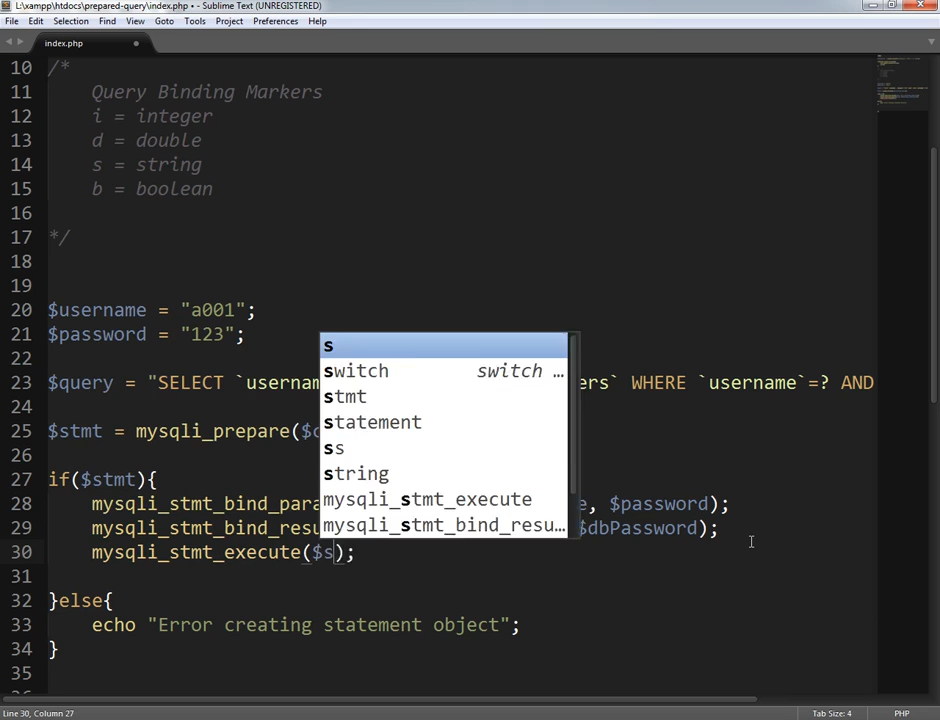 L:\xampp\htdocs\prepared-query\index.php • - Sublime Text (UNREGISTERED)
File Edit Selection Find View Goto Tools Project Preferences Help
index.php
10 /*
11 Query Binding Markers
12 i = integer
13 d = double
14 s = string
15 b = boolean
16
17 */
18
19
20 $username = "a001";
21 $password = "123";
22
23 $query = "SELECT `usernam ers` WHERE `username`=? AND
24
25 $stmt = mysqli_prepare($c
26
27 if($stmt){
28 mysqli_stmt_bind_para e, $password);
29 mysqli_stmt_bind_resu $dbPassword);
30 mysqli_stmt_execute($s);
31
32 }else{
33 echo "Error creating statement object";
34 }
35
s
switch switch …
stmt
statement
ss
string
mysqli_stmt_execute
mysqli_stmt_bind_resu…
Line 30, Column 27 Tab Size: 4 PHP